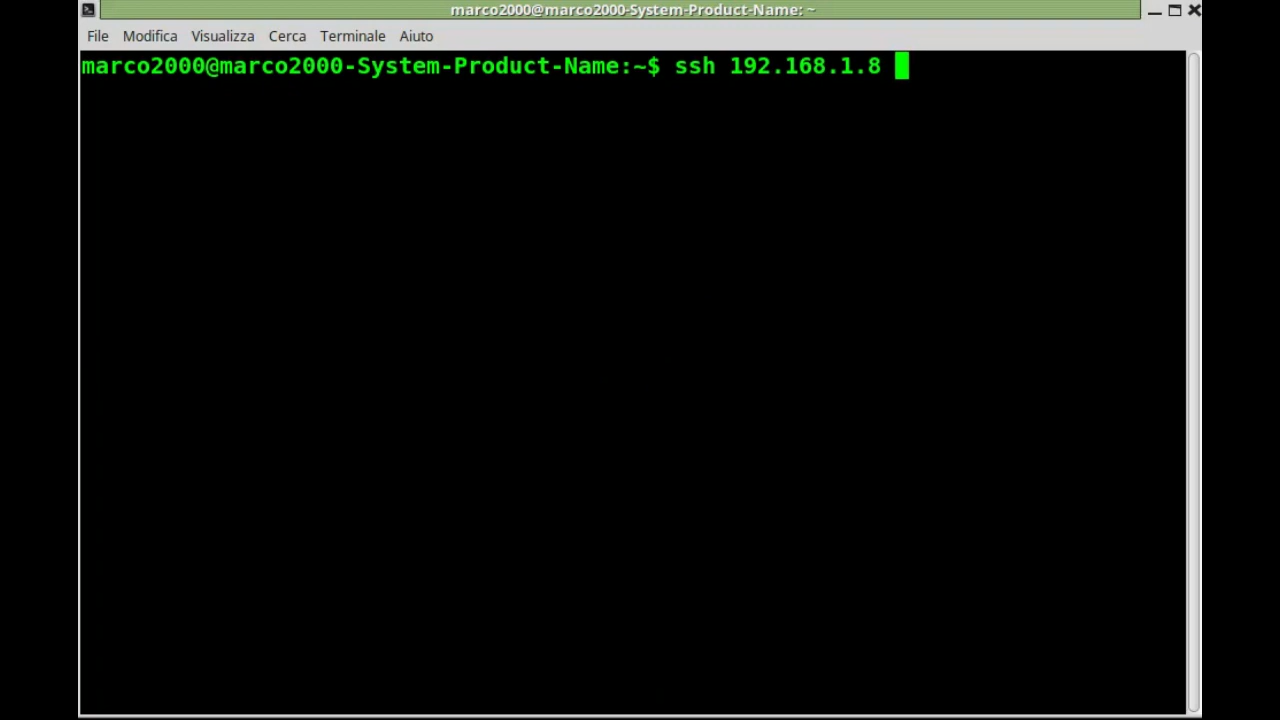 marco2000@marco2000-System-Product-Name: ~
File Modifica Visualizza Cerca Terminale Aiuto
marco2000@marco2000-System-Product-Name:~$ ssh 192.168.1.8